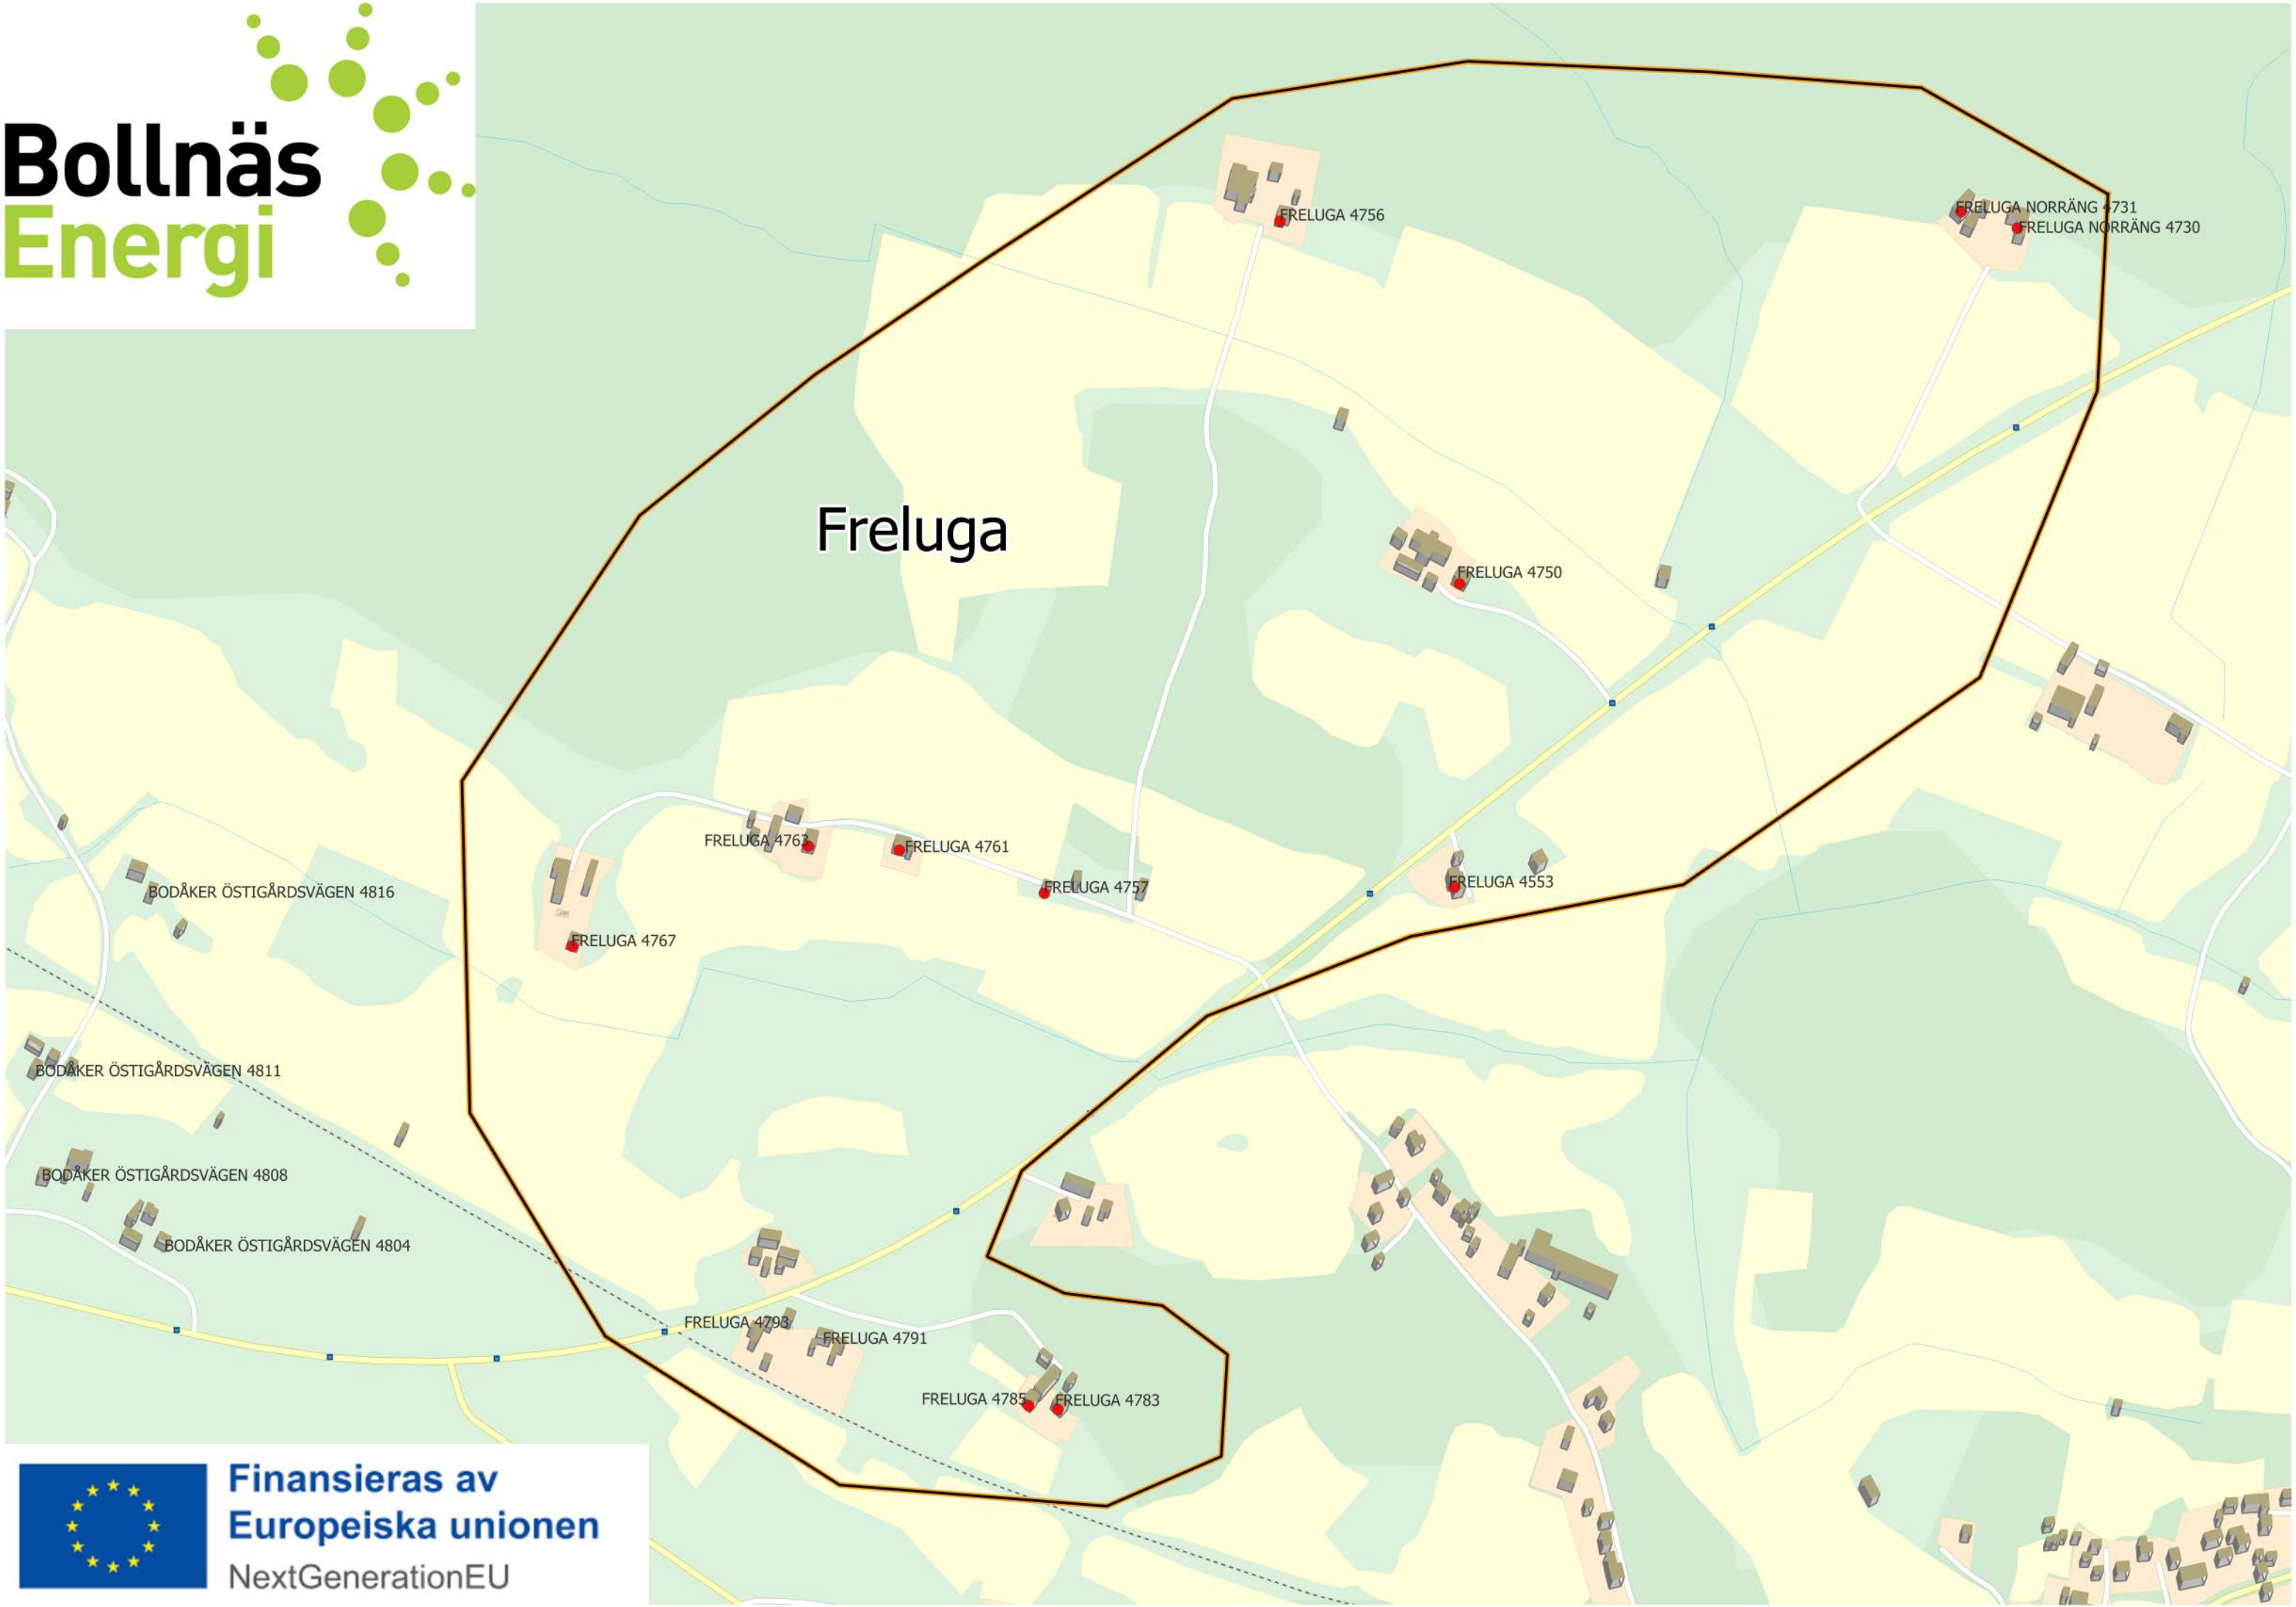 Bollnäs
Energi
FRELUGA NORRÄNG 4731
FRELUGA 4756
FRELUGA NORRÄNG 4730
Freluga
FRELUGA 4750
FRELUGA 4763
FRELUGA 4761
FRELUGA 4553
FRELUGA 4757
BODÅKER ÖSTIGÅRDSVÄGEN 4816
FRELUGA 4767
BODÅKER ÖSTIGÅRDSVÄGEN 4811
BODÅKER ÖSTIGÅRDSVÄGEN 4808
BODÅKER ÖSTIGÅRDSVÄGEN 4804
FRELUGA 4793
FRELUGA 4791
FRELUGA 4785
FRELUGA 4783
Finansieras av
Europeiska unionen
NextGenerationEU